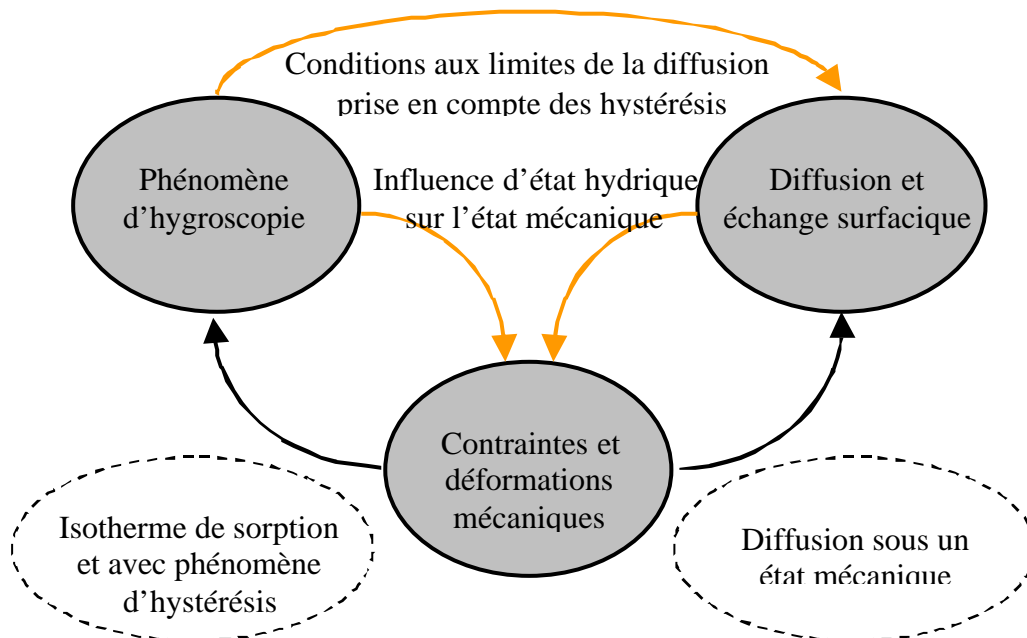 Conditions aux limites de la diffusion
prise en compte des hystérésis
Phénomène
d’hygroscopie
Influence d’état hydrique
sur l’état mécanique
Diffusion et
échange surfacique
Contraintes et
déformations
mécaniques
Isotherme de sorption
et avec phénomène
d’hystérésis
Diffusion sous un
état mécanique